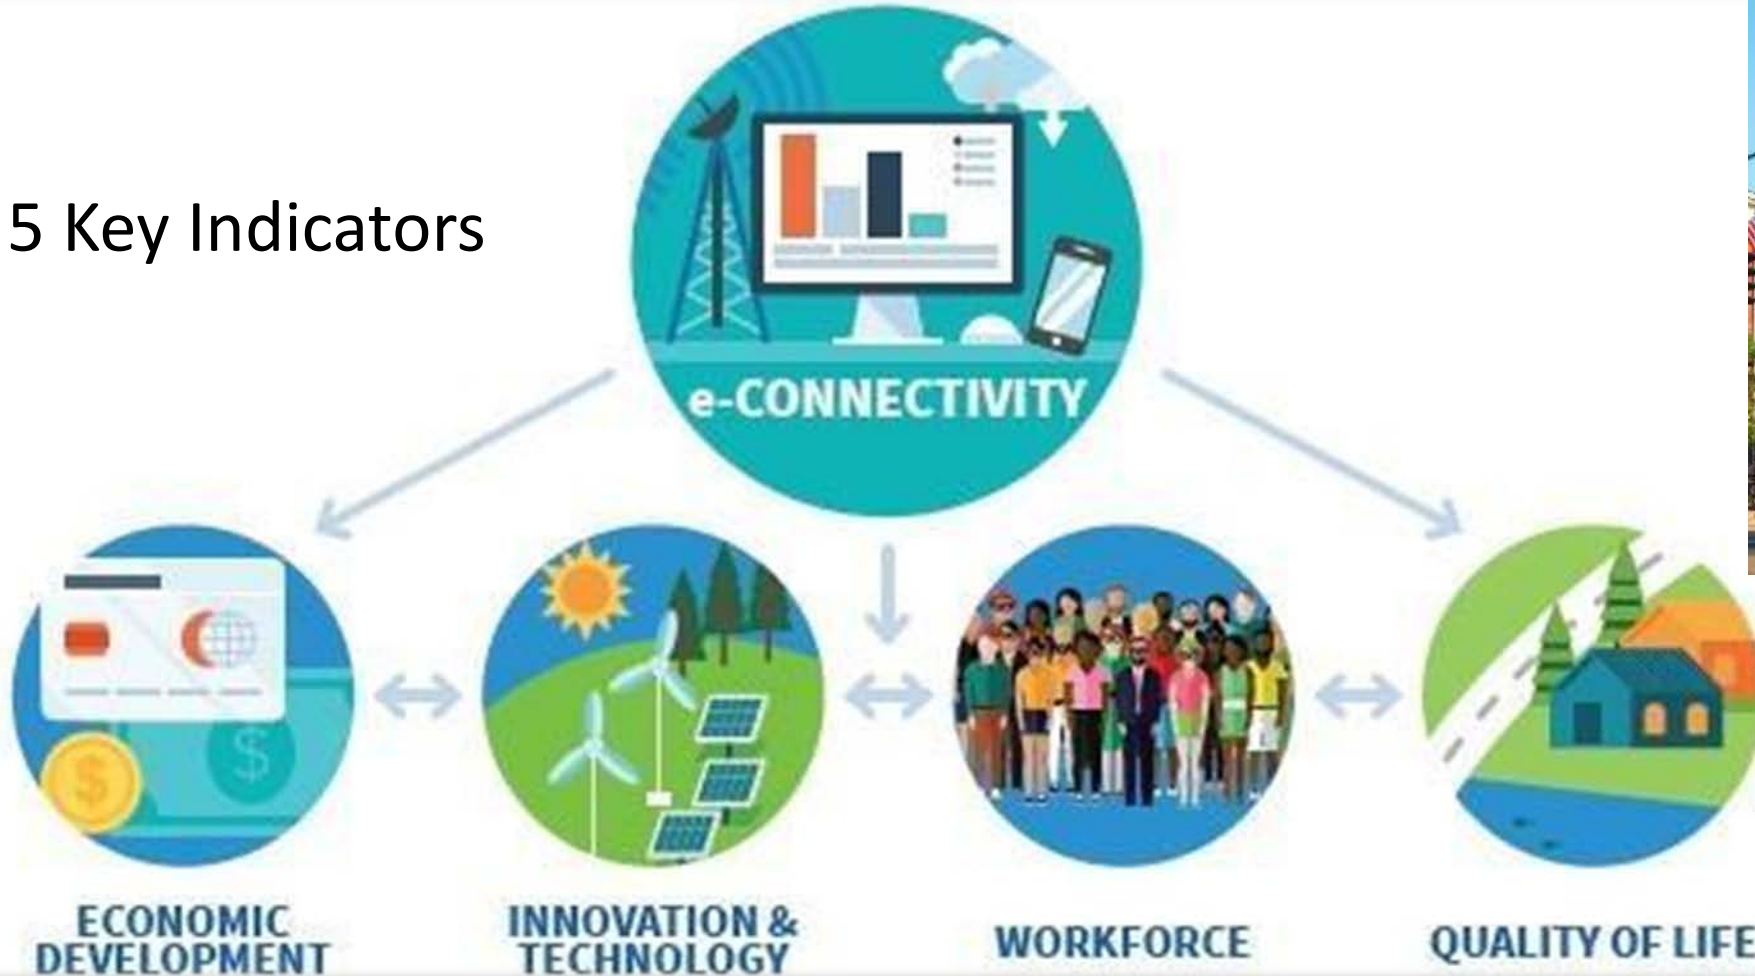 5 Key Indicators
e-CONNECTIVITY
ECONOMIC
DEVELOPMENT
INNOVATION &
TECHNOLOGY
WORKFORCE
QUALITY OF LIFE
$
$